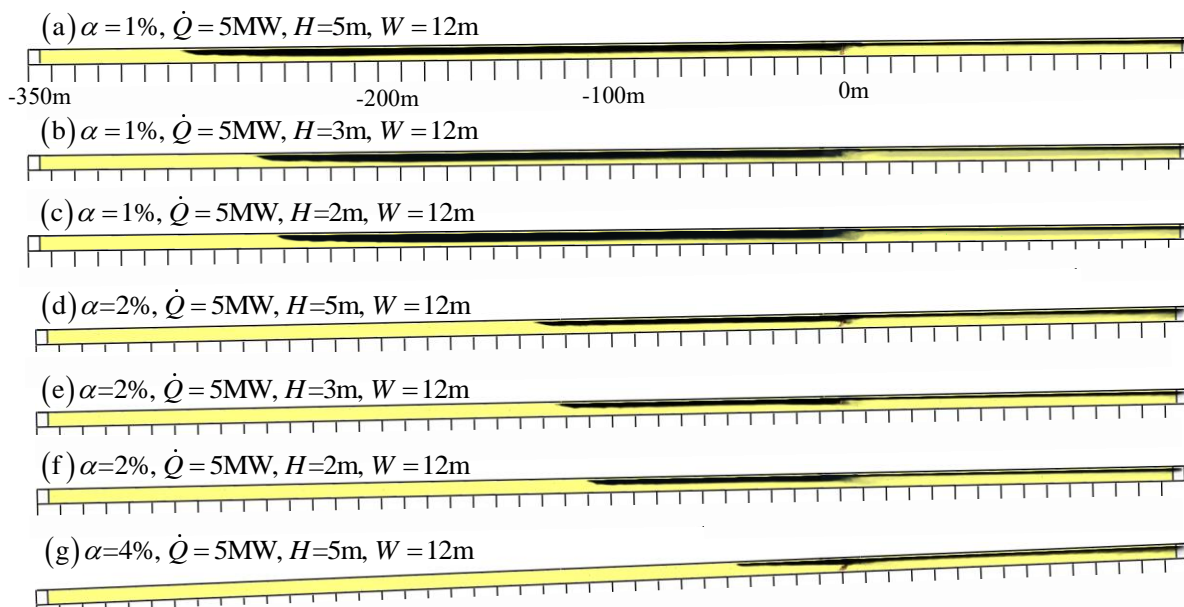 (a) α = 1%, Q̇ = 5MW, H=5m, W = 12m
-350m -200m -100m 0m
(b) α = 1%, Q̇ = 5MW, H=3m, W = 12m
(c) α = 1%, Q̇ = 5MW, H=2m, W = 12m
(d) α=2%, Q̇ = 5MW, H=5m, W = 12m
(e) α=2%, Q̇ = 5MW, H=3m, W = 12m
(f) α=2%, Q̇ = 5MW, H=2m, W = 12m
(g) α=4%, Q̇ = 5MW, H=5m, W = 12m